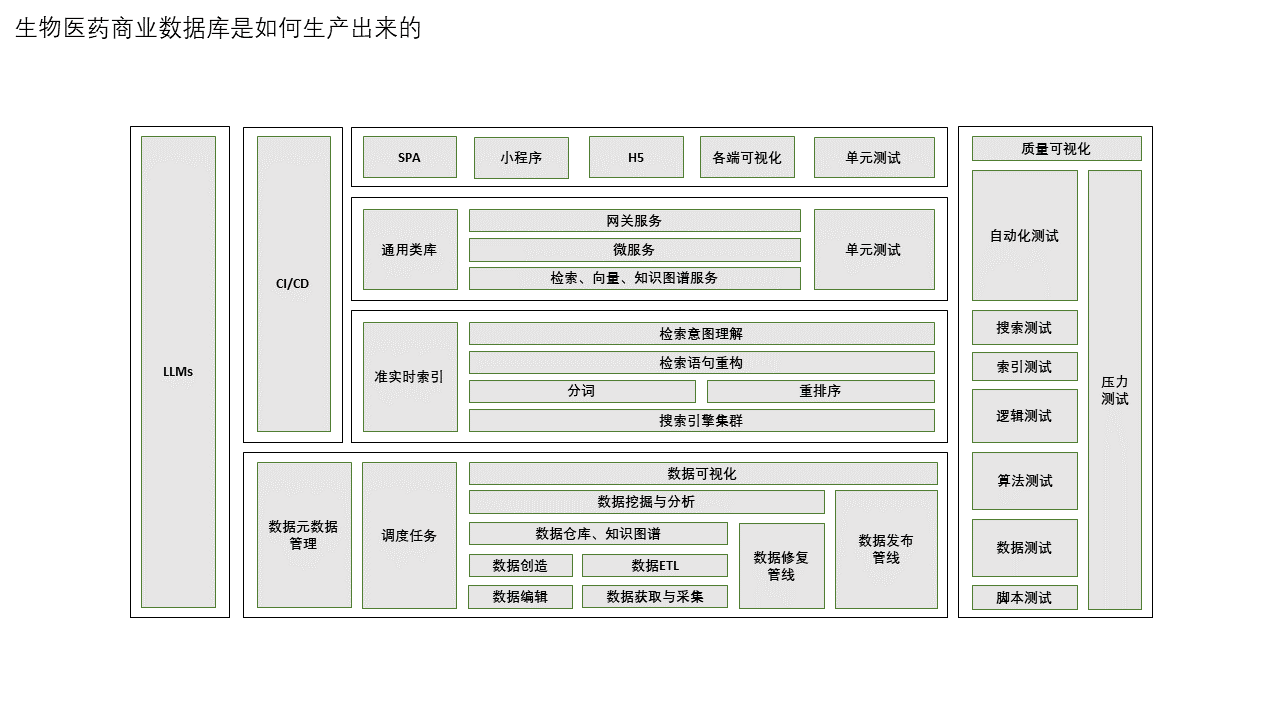 生物医药商业数据库是如何生产出来的
LLMs
CI/CD
SPA
小程序
H5
各端可视化
单元测试
通用类库
网关服务
微服务
检索、向量、知识图谱服务
单元测试
准实时索引
检索意图理解
检索语句重构
分词
重排序
搜索引擎集群
数据元数据
管理
调度任务
数据可视化
数据挖掘与分析
数据仓库、知识图谱
数据创造
数据ETL
数据编辑
数据获取与采集
数据修复
管线
数据发布
管线
质量可视化
自动化测试
搜索测试
索引测试
逻辑测试
算法测试
数据测试
脚本测试
压力
测试